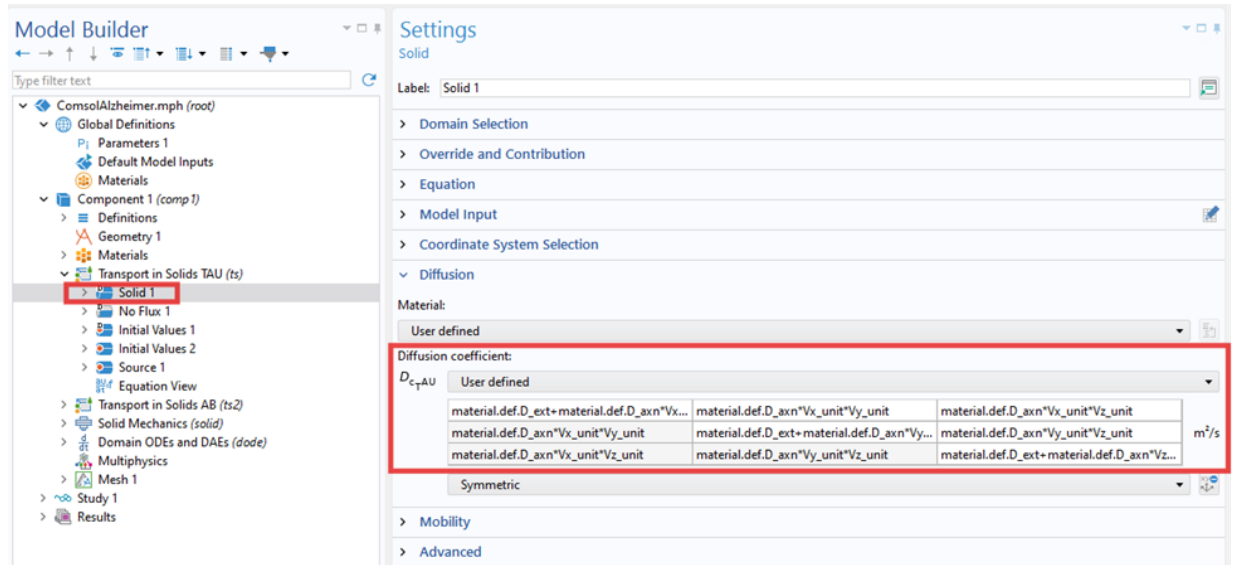 Model Builder
Type filter text
ComsolAlzheimer.mph (root)
Global Definitions
Pi Parameters 1
Default Model Inputs
Materials
Component 1 (comp1)
Definitions
Geometry 1
Materials
Transport in Solids TAU (ts)
Solid 1
No Flux 1
Initial Values 1
Initial Values 2
Source 1
Equation View
Transport in Solids AB (ts2)
Solid Mechanics (solid)
Domain ODEs and DAEs (dode)
Multiphysics
Mesh 1
Study 1
Results
Settings
Solid
Label: Solid 1
Domain Selection
Override and Contribution
Equation
Model Input
Coordinate System Selection
Diffusion
Material:
User defined
Diffusion coefficient:
D_{c_TAU} User defined
material.def.D_ext+material.def.D_axn*Vx... material.def.D_axn*Vx_unit*Vy_unit material.def.D_axn*Vx_unit*Vz_unit
material.def.D_axn*Vx_unit*Vy_unit material.def.D_ext+material.def.D_axn*Vy... material.def.D_axn*Vy_unit*Vz_unit m²/s
material.def.D_axn*Vx_unit*Vz_unit material.def.D_axn*Vy_unit*Vz_unit material.def.D_ext+material.def.D_axn*Vz...
Symmetric
Mobility
Advanced